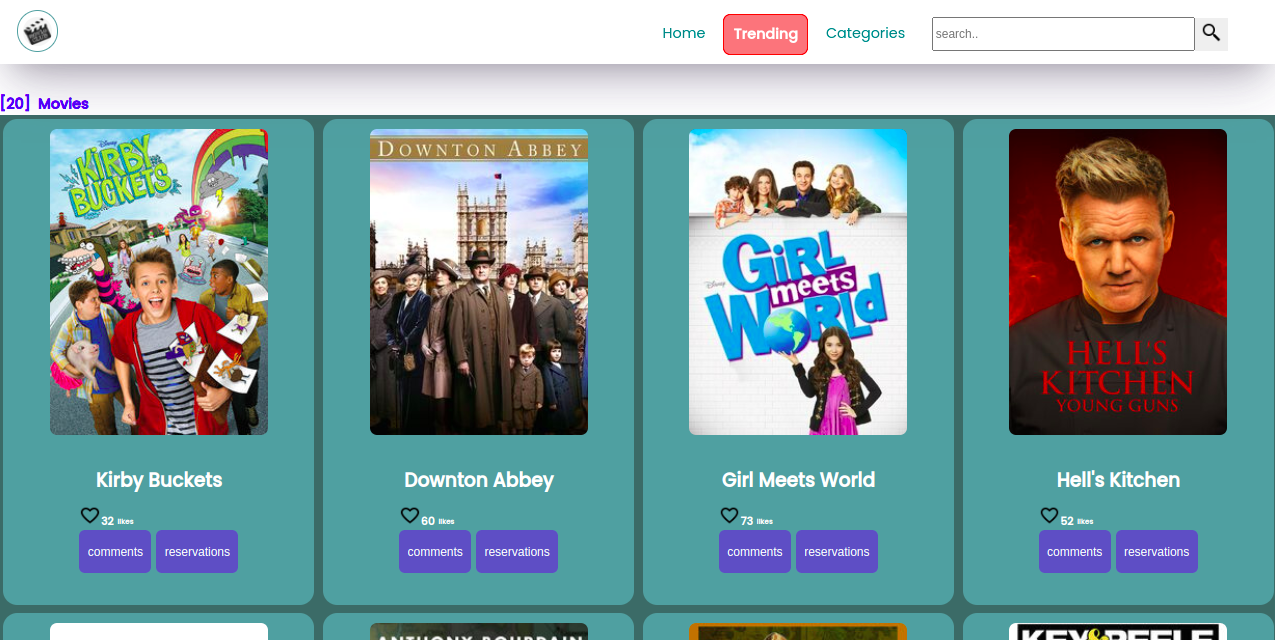 Home Trending Categories search..
[20] Movies
Disney
KIRBY
BUCKETS
DOWNTON ABBEY
Disney
GIRL
meets
WORLD
HELL'S
KITCHEN
YOUNG GUNS
Kirby Buckets
Downton Abbey
Girl Meets World
Hell's Kitchen
32 likes
60 likes
73 likes
52 likes
comments reservations
comments reservations
comments reservations
comments reservations
ANTHONY BOURDAIN
KEY & PEELE